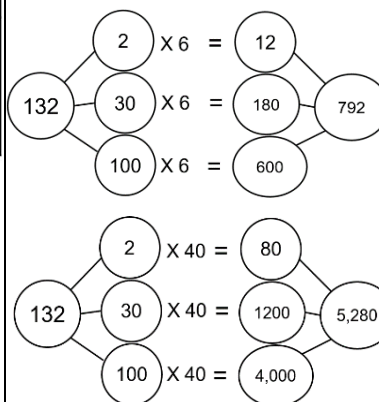 2 X 6 = 12
132 30 X 6 = 180 792
100 X 6 = 600
2 X 40 = 80
132 30 X 40 = 1200 5,280
100 X 40 = 4,000